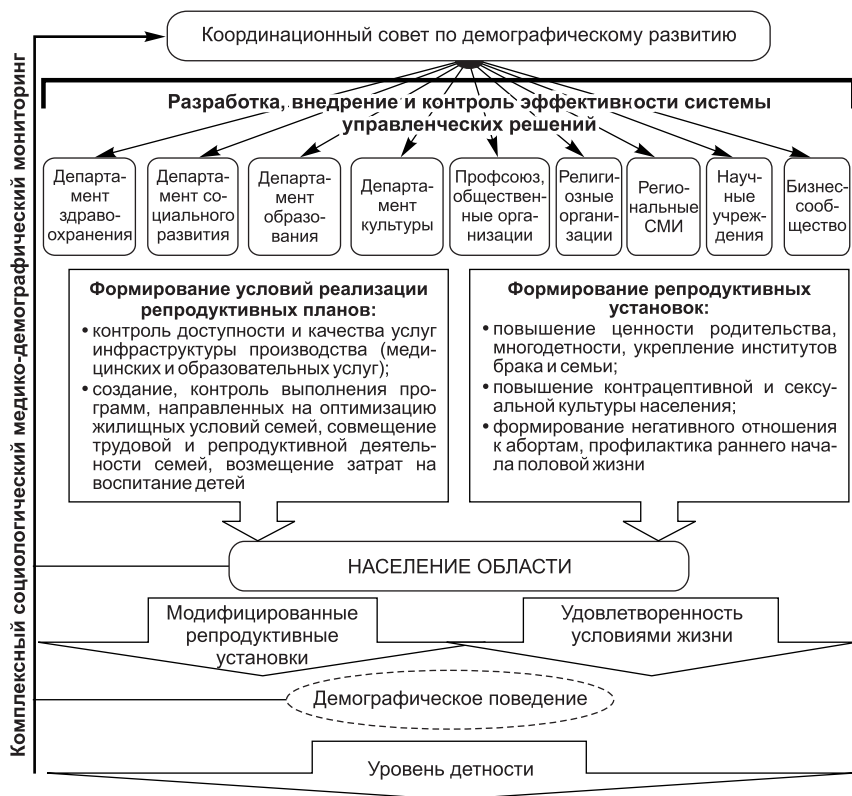 Координационный совет по демографическому развитию
Разработка, внедрение и контроль эффективности системы
управленческих решений
Департа-
мент
здраво-
охранения
Департа-
мент со-
циального
развития
Департа-
мент
образо-
вания
Департа-
мент
культуры
Профсоюз,
обществен-
ные орга-
низации
Религи-
озные
органи-
зации
Реги-
ональные
СМИ
Науч-
ные
учреж-
дения
Бизнес-
сооб-
щество
Формирование условий реализации
репродуктивных планов:
• контроль доступности и качества услуг
инфраструктуры производства (меди-
цинских и образовательных услуг);
• создание, контроль выполнения про-
грамм, направленных на оптимизацию
жилищных условий семей, совмещение
трудовой и репродуктивной деятель-
ности семей, возмещение затрат на
воспитание детей
Формирование репродуктивных
установок:
• повышение ценности родительства,
многодетности, укрепление институтов
брака и семьи;
• повышение контрацептивной и сексу-
альной культуры населения;
• формирование негативного отношения
к абортам, профилактика раннего нача-
ла половой жизни
НАСЕЛЕНИЕ ОБЛАСТИ
Модифицированные
репродуктивные
установки
Удовлетворенность
условиями жизни
Демографическое поведение
Уровень детности
Комплексный социологический медико-демографический мониторинг